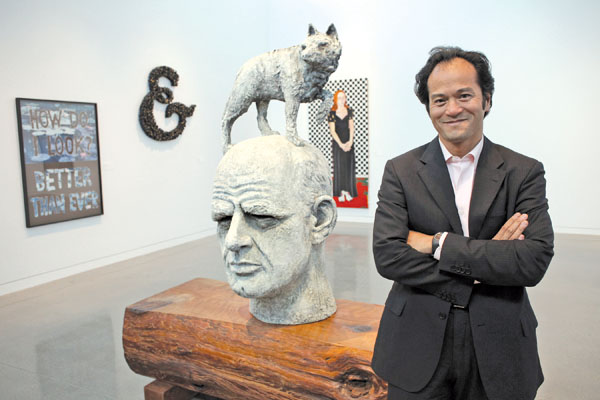 HOW DO
I LOOK?
BETTER
THAN EVER
&